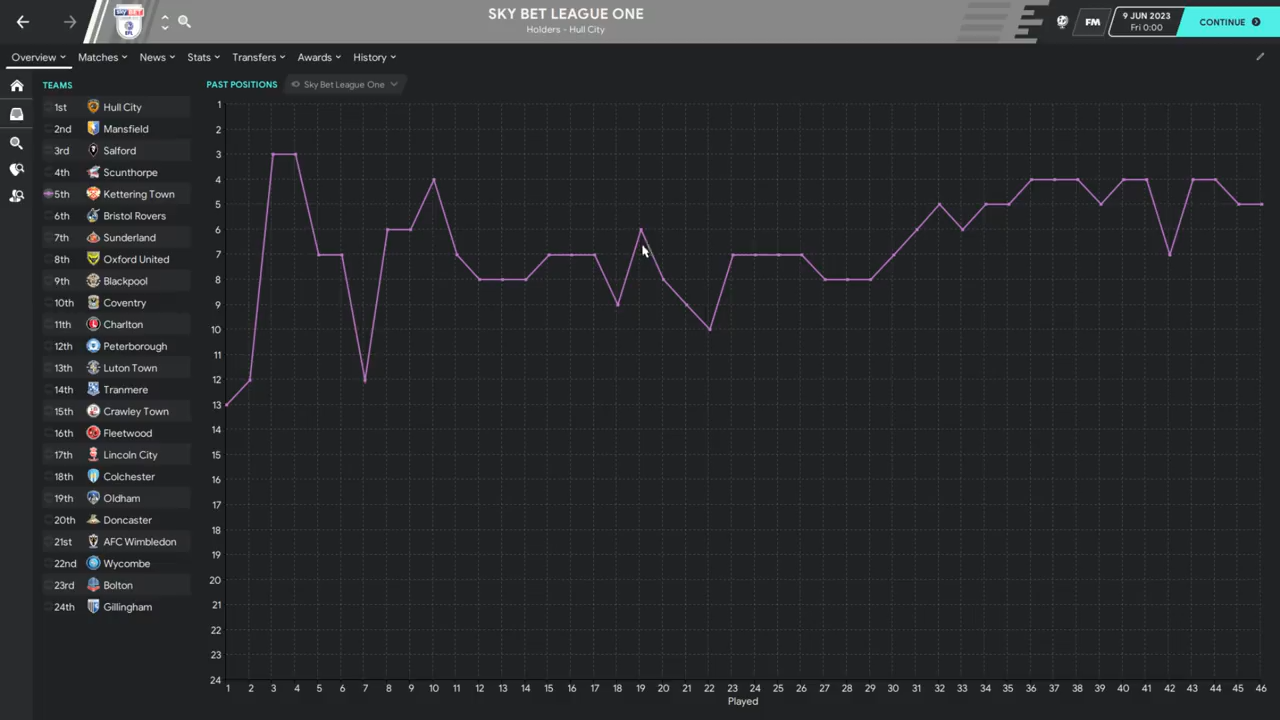 SKY BET LEAGUE ONE
Holders - Hull City
FM
9 JUN 2023
Fri 0:00
CONTINUE
Overview
Matches
News
Stats
Transfers
Awards
History
TEAMS
1st Hull City
2nd Mansfield
3rd Salford
4th Scunthorpe
5th Kettering Town
6th Bristol Rovers
7th Sunderland
8th Oxford United
9th Blackpool
10th Coventry
11th Charlton
12th Peterborough
13th Luton Town
14th Tranmere
15th Crawley Town
16th Fleetwood
17th Lincoln City
18th Colchester
19th Oldham
20th Doncaster
21st AFC Wimbledon
22nd Wycombe
23rd Bolton
24th Gillingham
PAST POSITIONS
Sky Bet League One
1
2
3
4
5
6
7
8
9
10
11
12
13
14
15
16
17
18
19
20
21
22
23
24
1 2 3 4 5 6 7 8 9 10 11 12 13 14 15 16 17 18 19 20 21 22 23 24 25 26 27 28 29 30 31 32 33 34 35 36 37 38 39 40 41 42 43 44 45 46
Played